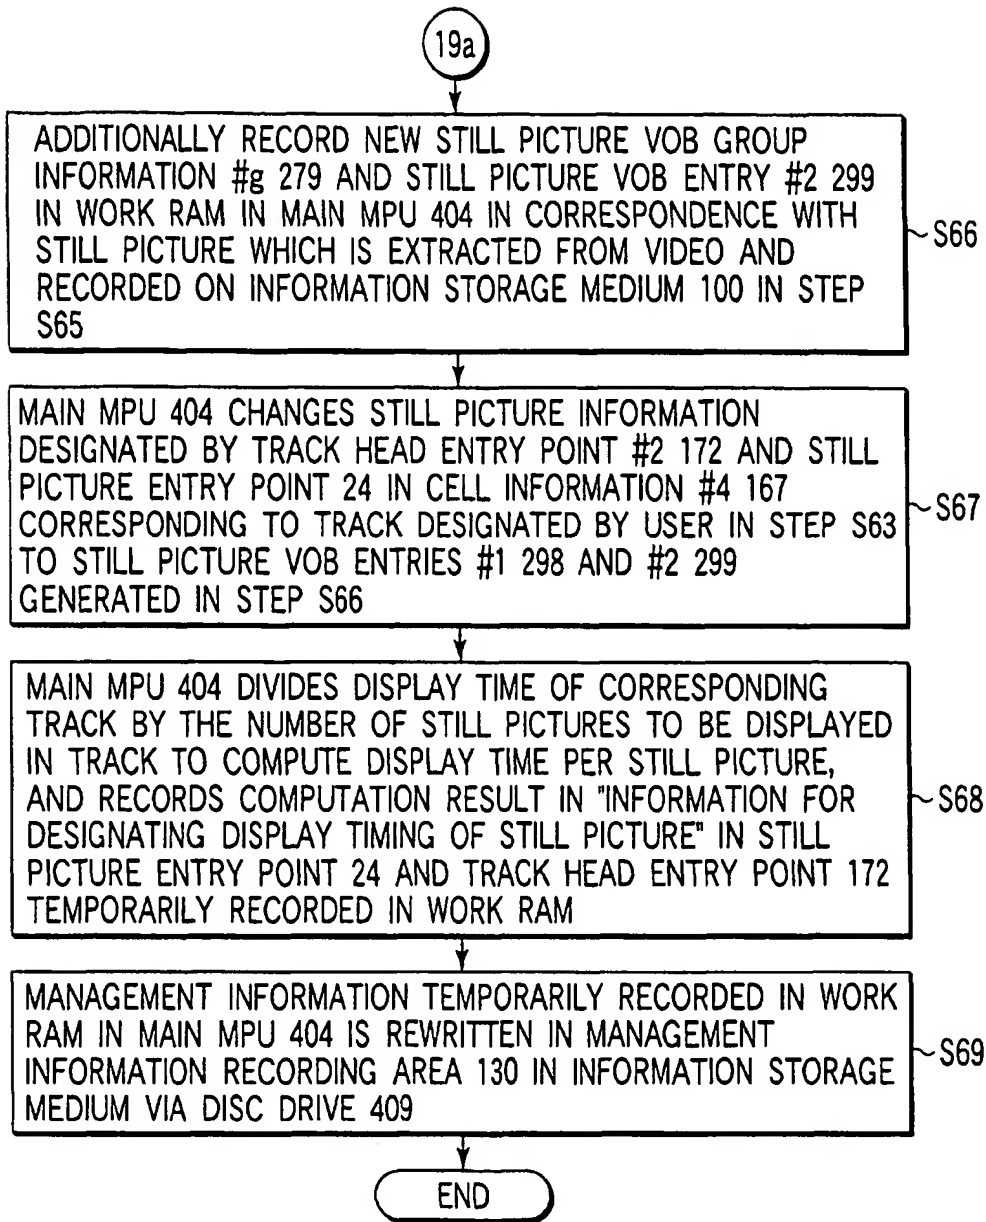 19a
ADDITIONALLY RECORD NEW STILL PICTURE VOB GROUP
INFORMATION #g 279 AND STILL PICTURE VOB ENTRY #2 299
IN WORK RAM IN MAIN MPU 404 IN CORRESPONDENCE WITH
STILL PICTURE WHICH IS EXTRACTED FROM VIDEO AND
RECORDED ON INFORMATION STORAGE MEDIUM 100 IN STEP
S65
~S66
MAIN MPU 404 CHANGES STILL PICTURE INFORMATION
DESIGNATED BY TRACK HEAD ENTRY POINT #2 172 AND STILL
PICTURE ENTRY POINT 24 IN CELL INFORMATION #4 167
CORRESPONDING TO TRACK DESIGNATED BY USER IN STEP S63
TO STILL PICTURE VOB ENTRIES #1 298 AND #2 299
GENERATED IN STEP S66
~S67
MAIN MPU 404 DIVIDES DISPLAY TIME OF CORRESPONDING
TRACK BY THE NUMBER OF STILL PICTURES TO BE DISPLAYED
IN TRACK TO COMPUTE DISPLAY TIME PER STILL PICTURE,
AND RECORDS COMPUTATION RESULT IN "INFORMATION FOR
DESIGNATING DISPLAY TIMING OF STILL PICTURE" IN STILL
PICTURE ENTRY POINT 24 AND TRACK HEAD ENTRY POINT 172
TEMPORARILY RECORDED IN WORK RAM
~S68
MANAGEMENT INFORMATION TEMPORARILY RECORDED IN WORK
RAM IN MAIN MPU 404 IS REWRITTEN IN MANAGEMENT
INFORMATION RECORDING AREA 130 IN INFORMATION STORAGE
MEDIUM VIA DISC DRIVE 409
~S69
END